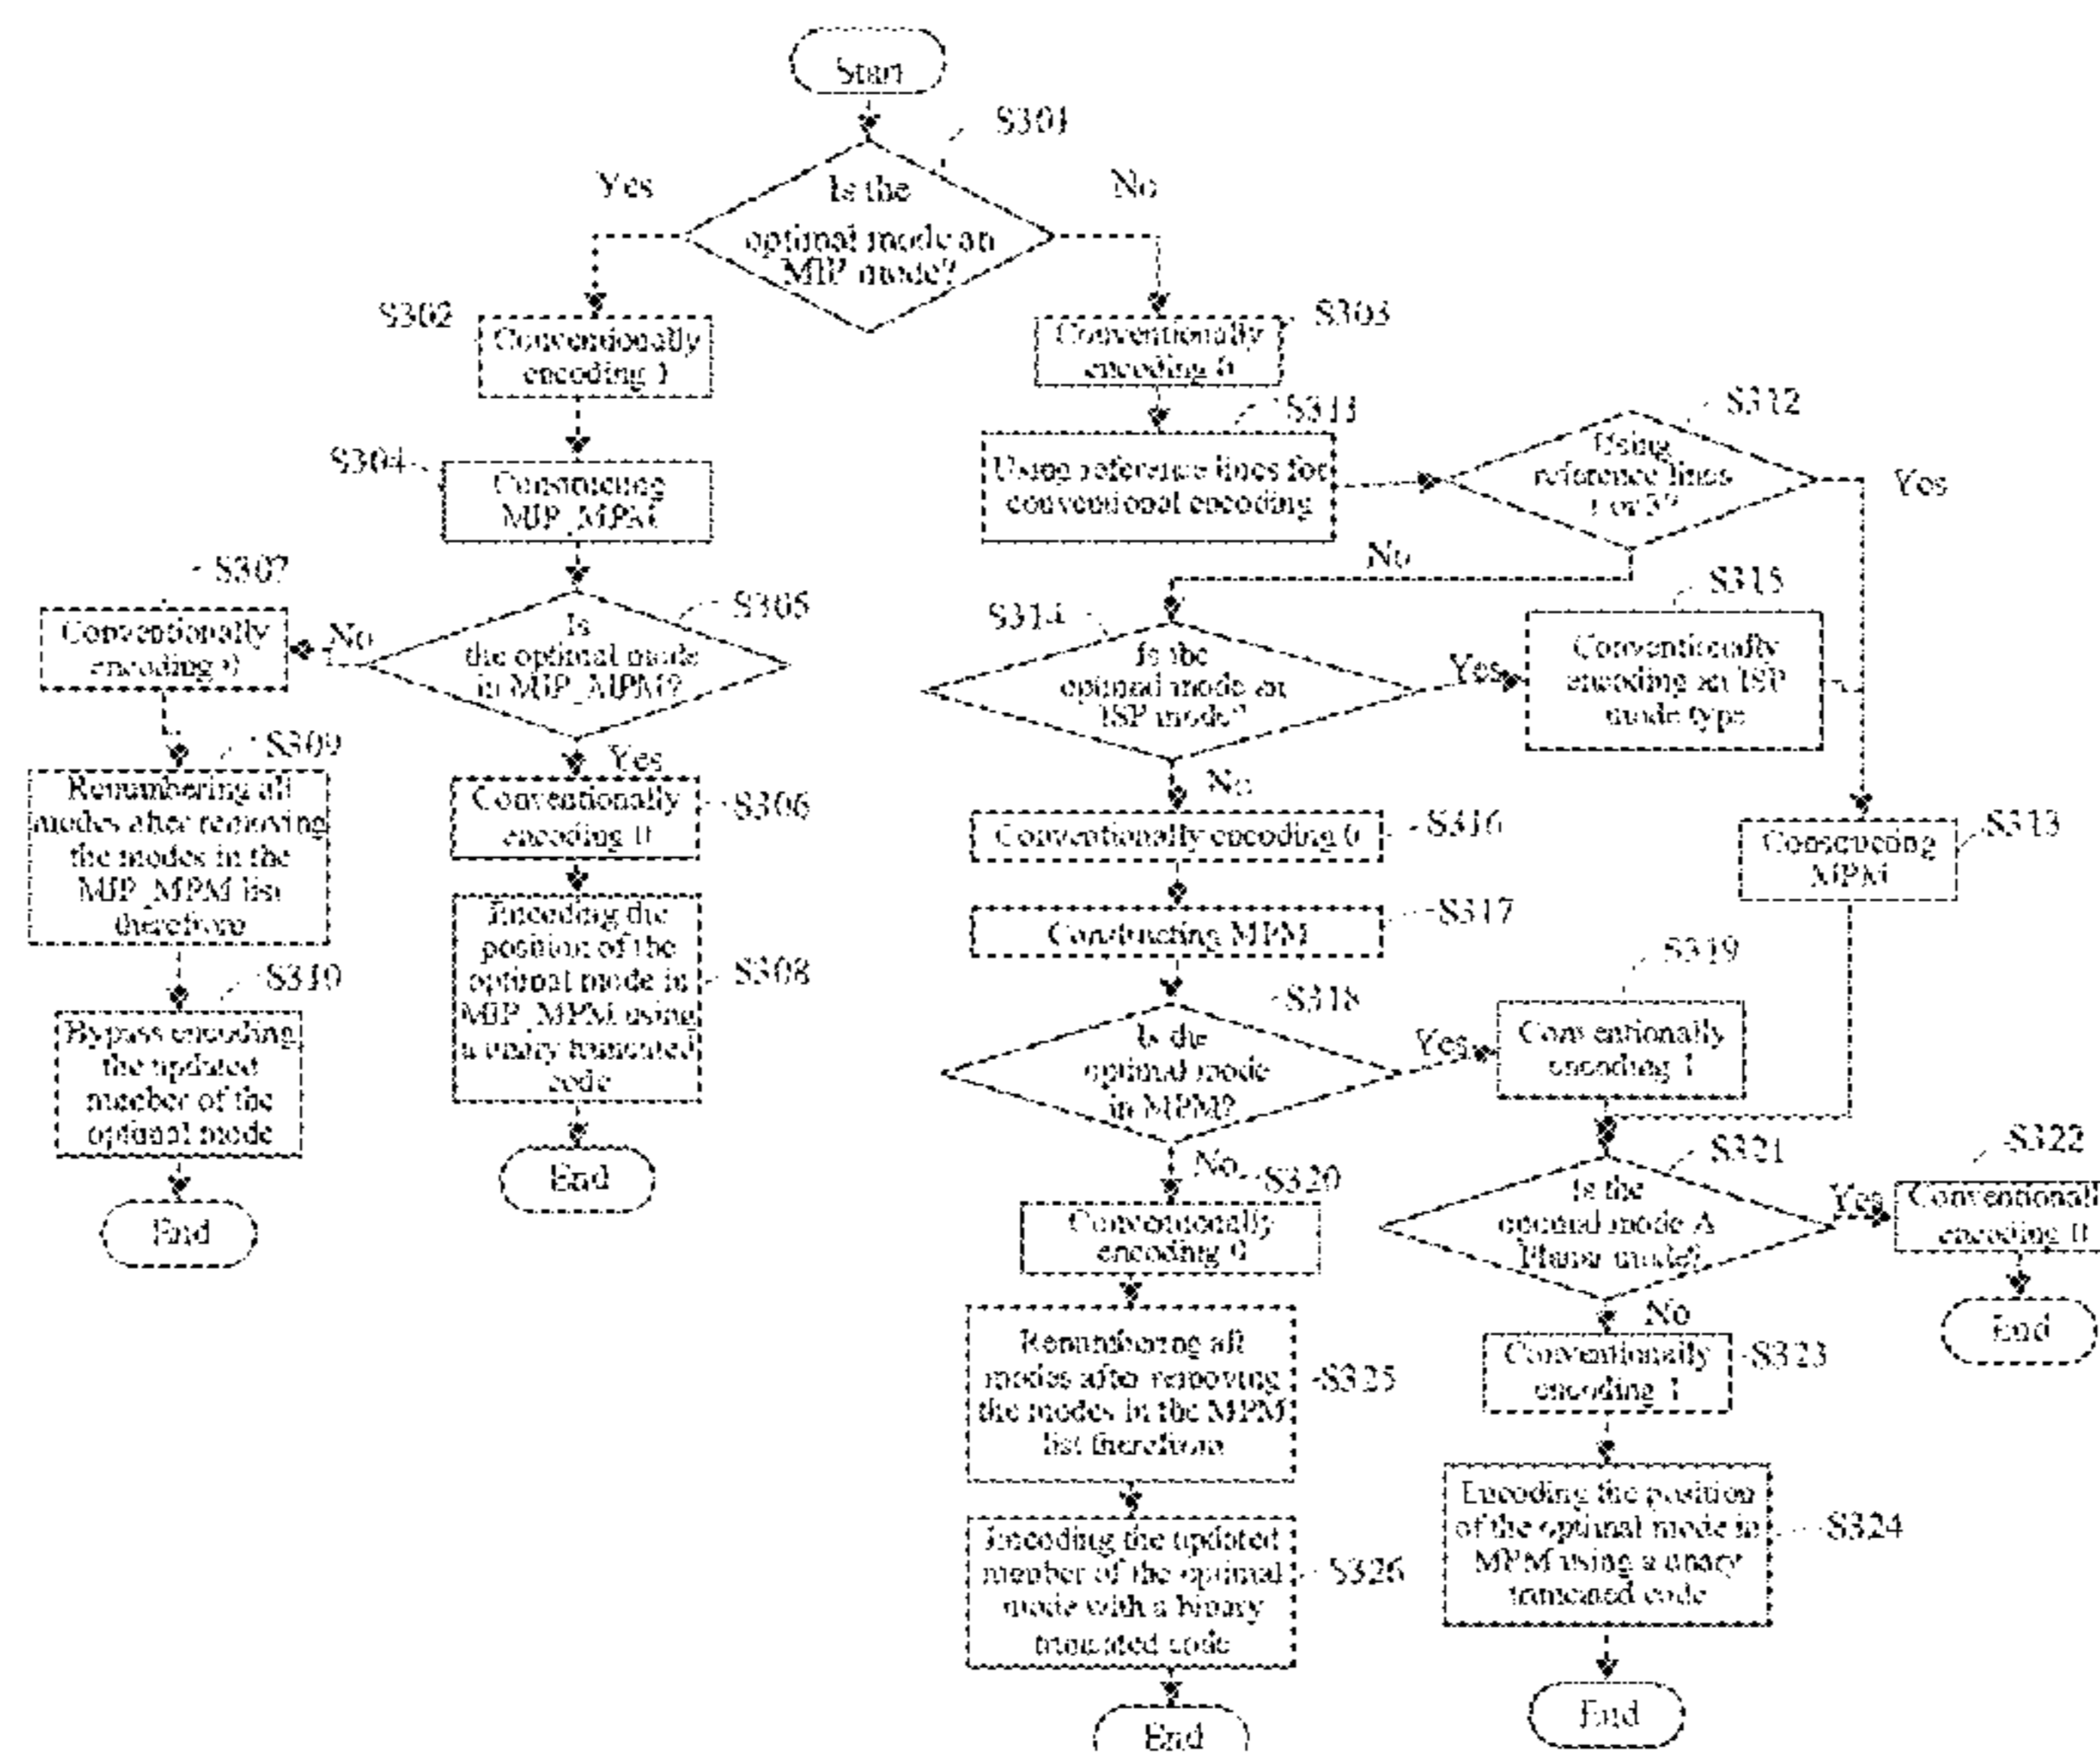 Start
S301
Yes
No
Is the
optimal mode an
MIP mode?
S302
Conventionally
encoding 1
S303
Conventionally
encoding 0
S304
Constructing
MIP_MPM
S311
Using reference lines for
conventional encoding
S312
Using
reference lines
1 or 3?
Yes
No
S307
Conventionally
encoding 0
No
S305
Is
the optimal mode
in MIP_MPM?
Yes
S314
Is the
optimal mode an
ISP mode?
Yes
S315
Conventionally
encoding an ISP
mode type
No
S309
Renumbering all
modes after removing
the modes in the
MIP_MPM list
therefrom
S306
Conventionally
encoding 0
S316
Conventionally encoding 0
S313
Constructing
MPM
S310
Bypass encoding
the updated
member of the
optimal mode
End
S308
Encoding the
position of the
optimal mode in
MIP_MPM using
a unary truncated
code
End
S317
Constructing MPM
S318
Is the
optimal mode
in MPM?
Yes
S319
Conventionally
encoding 1
No
S320
Conventionally
encoding 0
S321
Is the
optimal mode A
Planar mode?
Yes
S322
Conventionall
encoding 0
End
No
S323
Conventionally
encoding 1
S325
Renumbering all
modes after removing
the modes in the MPM
list therefrom
S324
Encoding the position
of the optimal mode in
MPM using a unary
truncated code
End
S326
Encoding the updated
member of the optimal
mode with a binary
truncated code
End